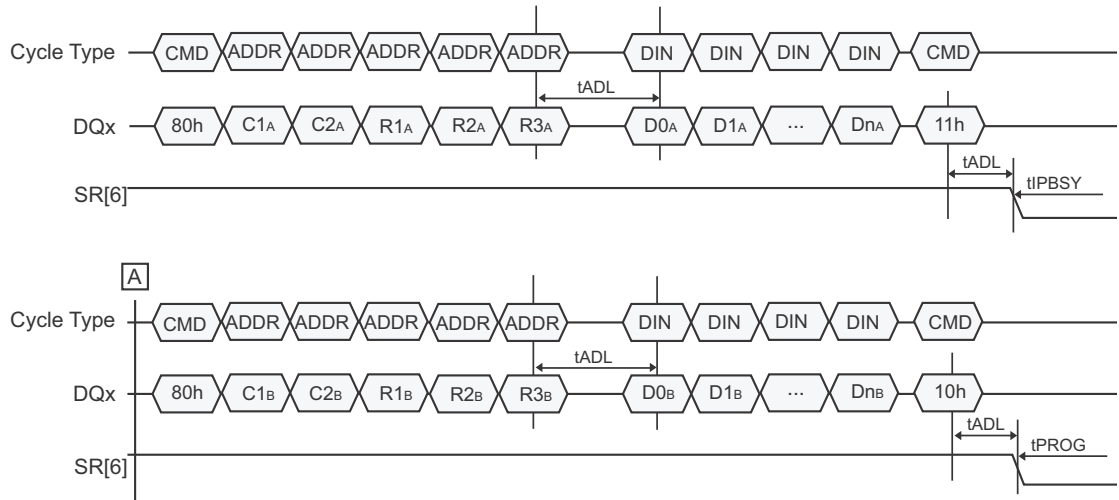 Cycle Type CMD ADDR ADDR ADDR ADDR ADDR DIN DIN DIN DIN CMD
tADL
DQx 80h C1A C2A R1A R2A R3A D0A D1A ... DnA 11h
tADL
SR[6] tIPBSY
A
Cycle Type CMD ADDR ADDR ADDR ADDR ADDR DIN DIN DIN DIN CMD
tADL
DQx 80h C1B C2B R1B R2B R3B D0B D1B ... DnB 10h
tADL
SR[6] tPROG